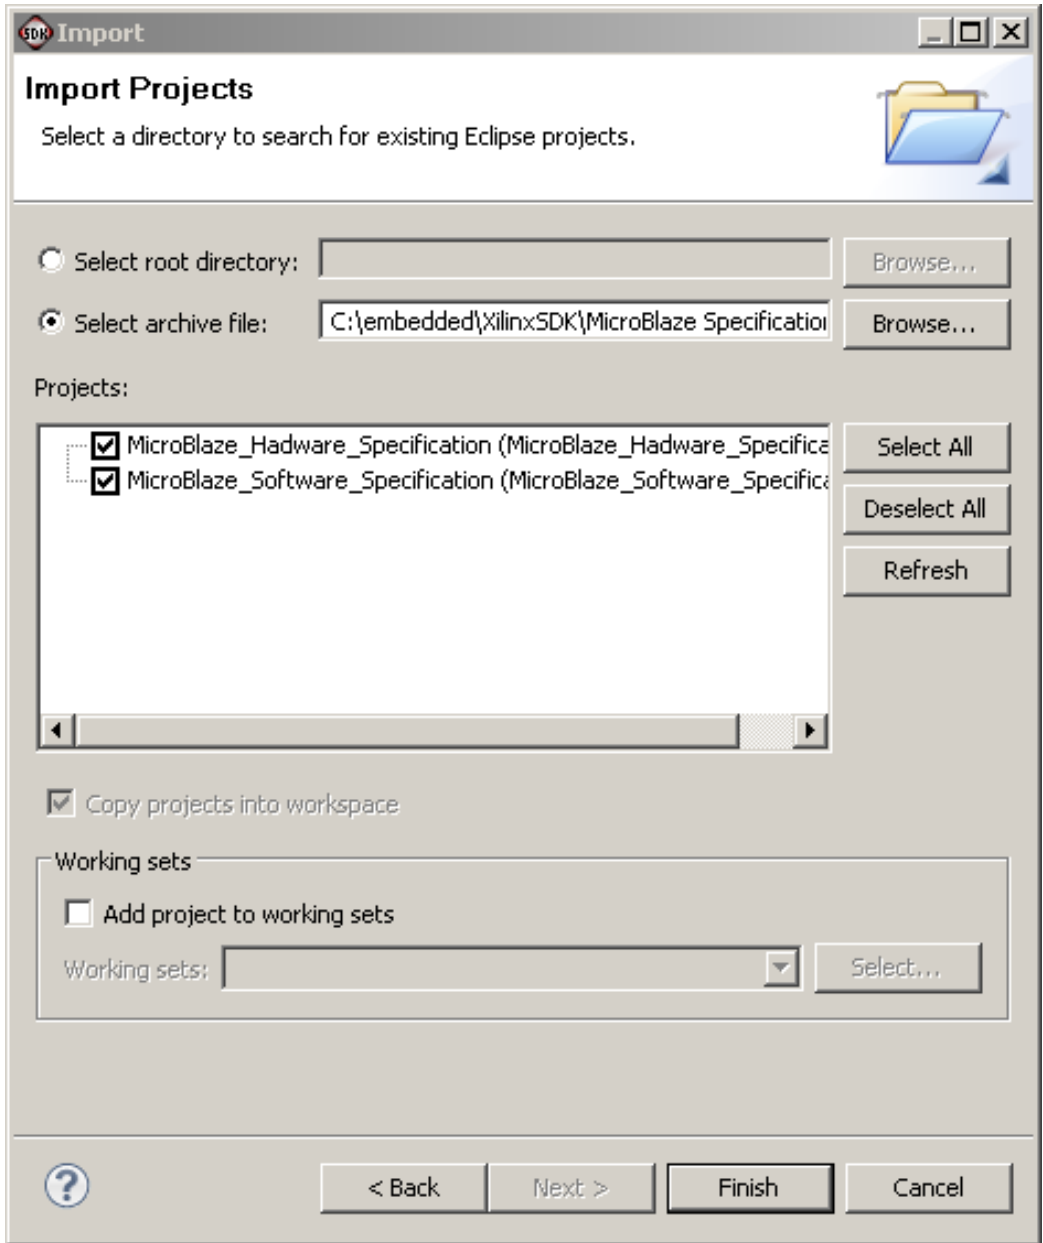 SDK Import
Import Projects
Select a directory to search for existing Eclipse projects.
Select root directory:
Browse...
Select archive file:
C:\embedded\XilinxSDK\MicroBlaze Specification
Browse...
Projects:
MicroBlaze_Hadware_Specification (MicroBlaze_Hadware_Specifica
MicroBlaze_Software_Specification (MicroBlaze_Software_Specifica
Select All
Deselect All
Refresh
Copy projects into workspace
Working sets
Add project to working sets
Working sets:
Select...
?
< Back
Next >
Finish
Cancel